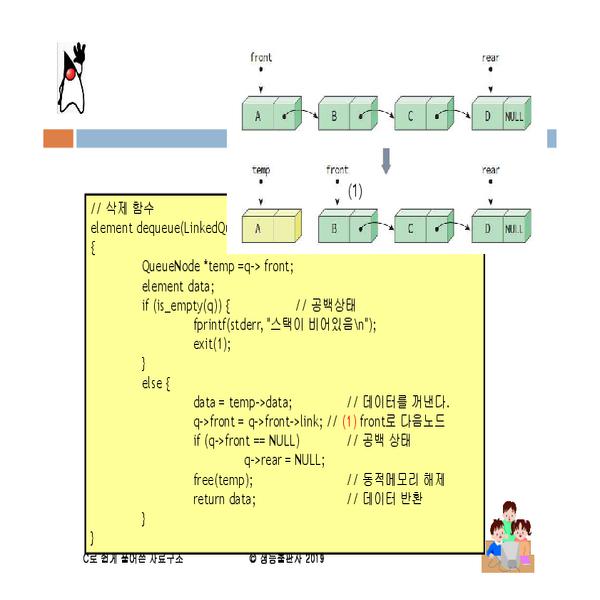 front
rear
A
B
C
D
NULL
temp
front
rear
(1)
A
B
C
D
NULL
// 삭제 함수
element dequeue(
{
QueueNode *temp =q-> front;
element data;
if (is_empty(q)) { // 공백상태
fprintf(stderr, "스택이 비어있음\n");
exit(1);
}
else {
data = temp->data; // 데이터를 꺼낸다.
q->front = q->front->link; // (1) front로 다음노드
if (q->front == NULL) // 공백 상태
q->rear = NULL;
free(temp); // 동적메모리 해제
return data; // 데이터 반환
}
}
C로 쉽게 풀어쓴 자료구조
© 생능출판사 2019